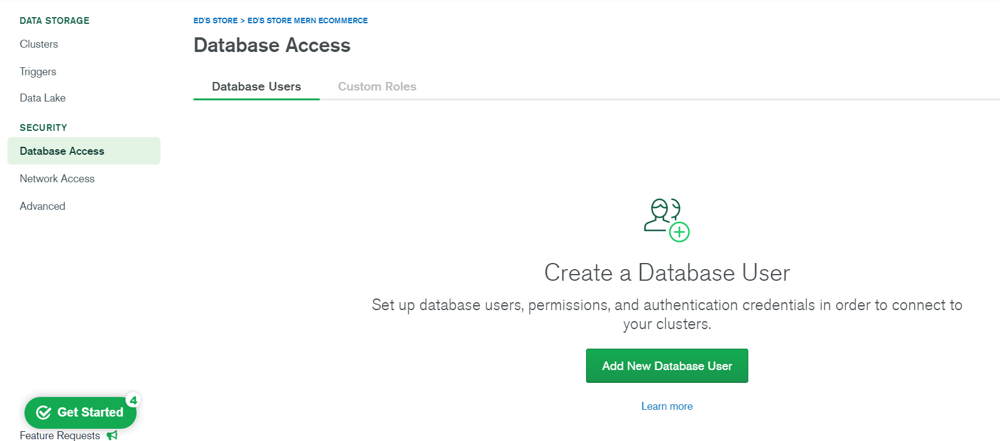 DATA STORAGE
Clusters
Triggers
Data Lake
SECURITY
Database Access
Network Access
Advanced
4
Get Started
Feature Requests
ED'S STORE > ED'S STORE MERN ECOMMERCE
Database Access
Database Users
Custom Roles
Create a Database User
Set up database users, permissions, and authentication credentials in order to connect to
your clusters.
Add New Database User
Learn more